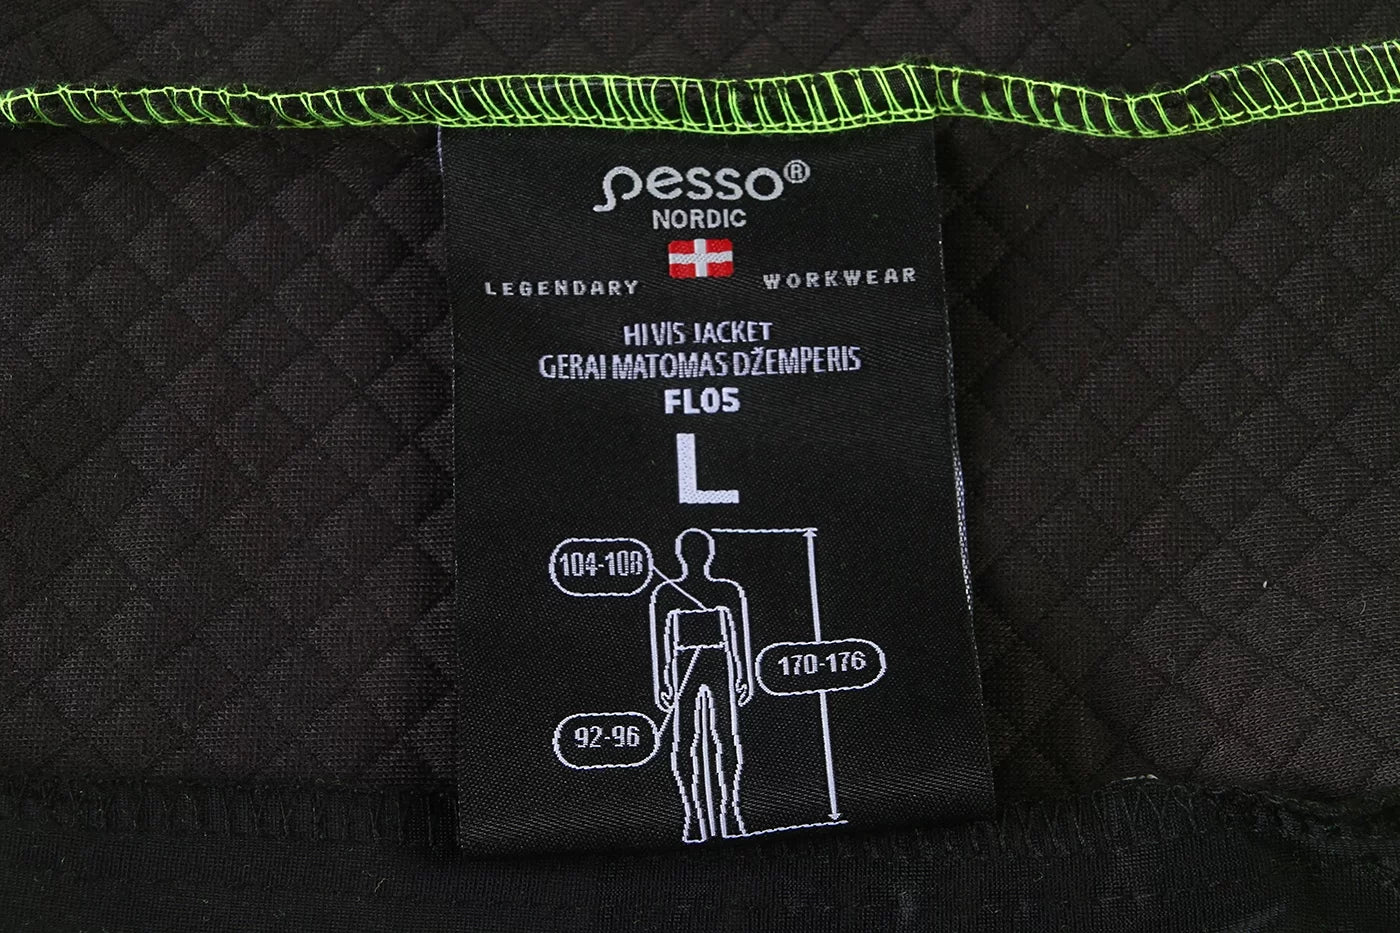 pesso®
NORDIC
LEGENDARY WORKWEAR
HI VIS JACKET
GERAI MATOMAS DŽEMPERIS
FL05
L
104-108
170-176
92-96